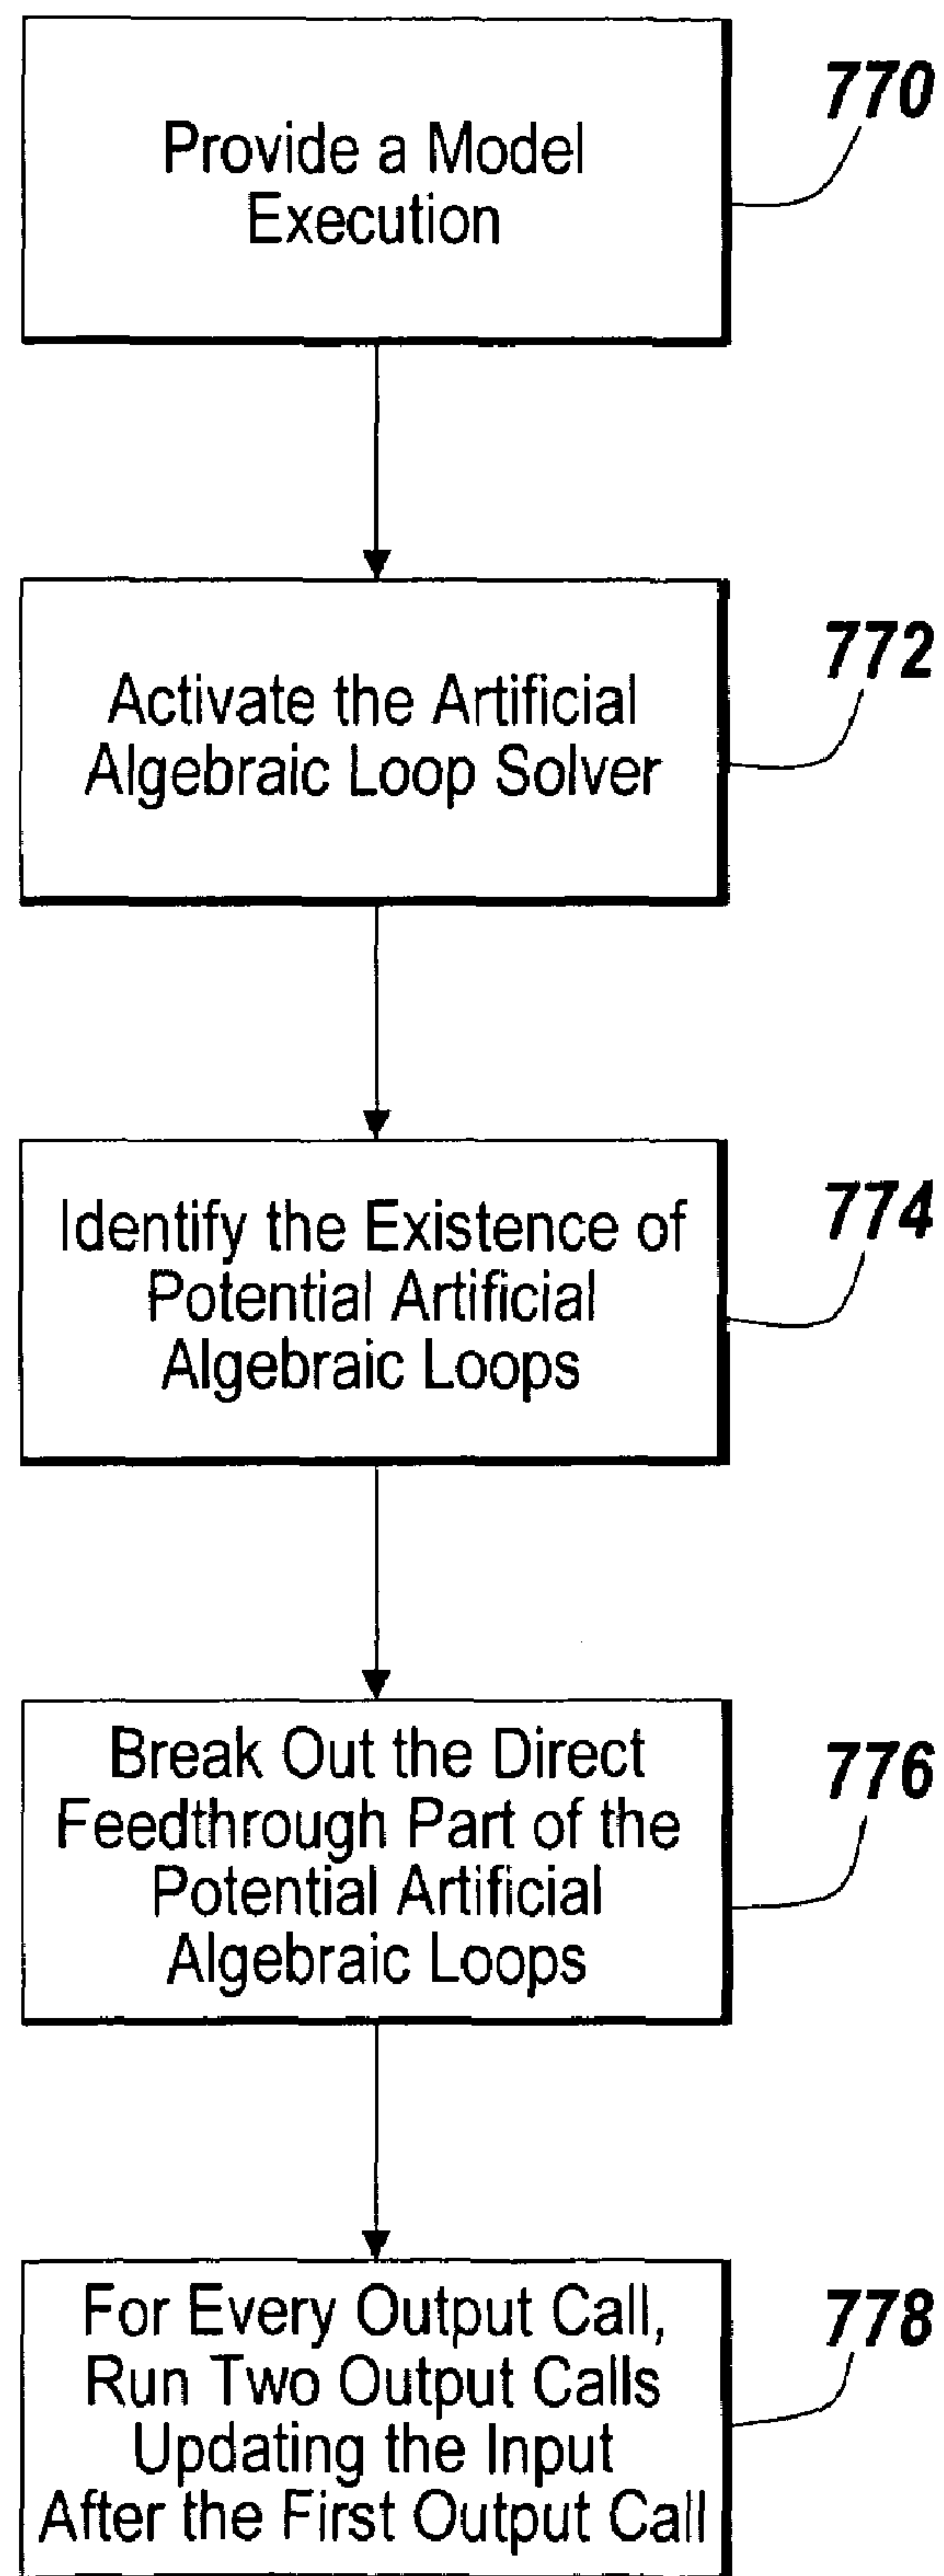 Provide a Model
Execution
770
Activate the Artificial
Algebraic Loop Solver
772
Identify the Existence of
Potential Artificial
Algebraic Loops
774
Break Out the Direct
Feedthrough Part of the
Potential Artificial
Algebraic Loops
776
For Every Output Call,
Run Two Output Calls
Updating the Input
After the First Output Call
778